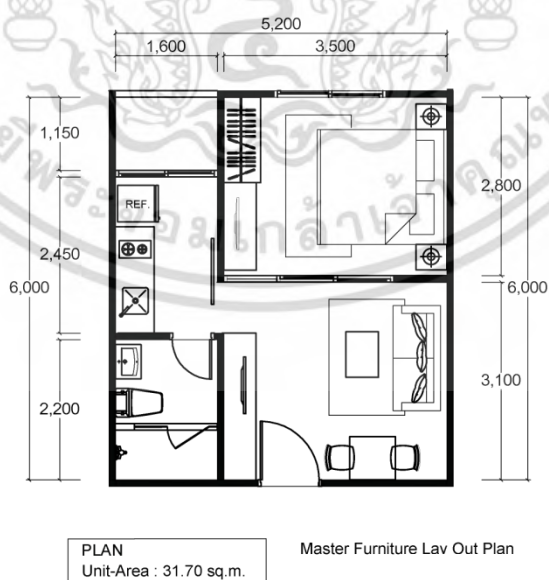 5,200
1,600 3,500
1,150
2,800
REF.
2,450
6,000 6,000
3,100
2,200
PLAN
Unit-Area : 31.70 sq.m.
Master Furniture Lav Out Plan